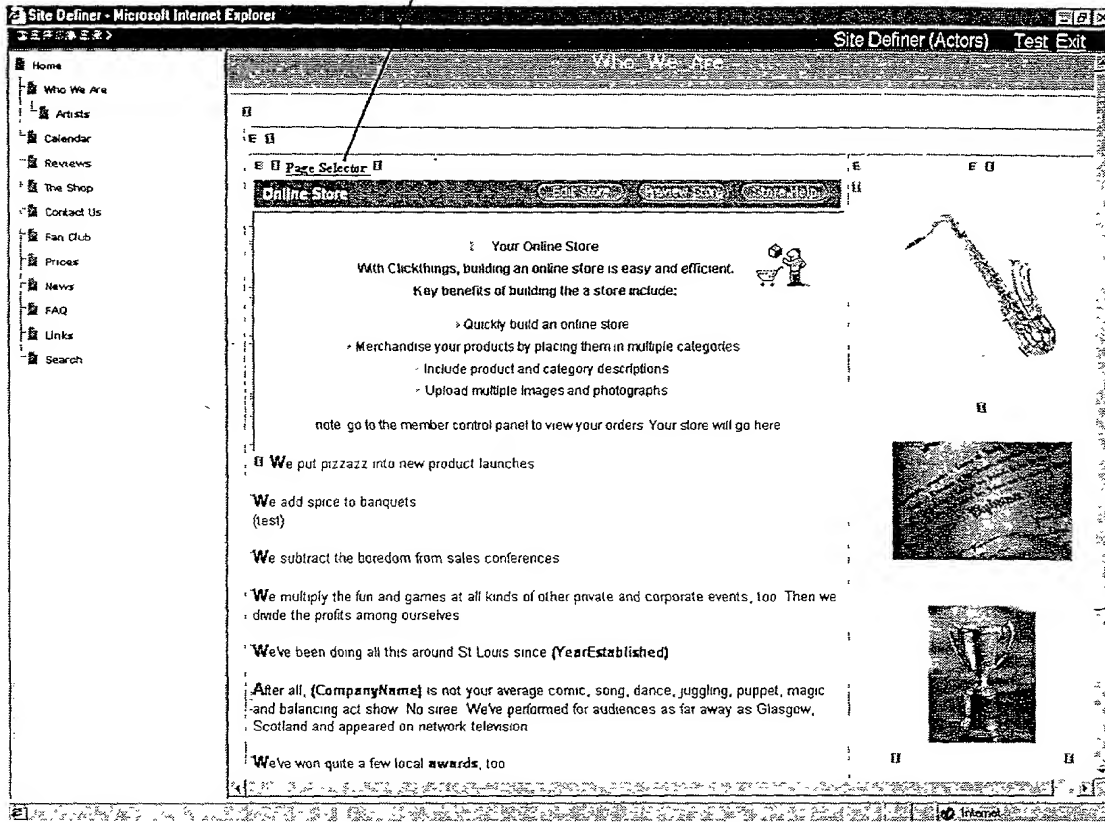 Site Definer - Microsoft Internet Explorer
Site Definer (Actors) Test Exit
Home
Who We Are
Artists
Calendar
Reviews
The Shop
Contact Us
Fan Club
Prices
News
FAQ
Links
Search
Who We Are
E
E Page Selector
E
E
Online Store Edit Store Preview Story Store Help
Your Online Store
With Clickthings, building an online store is easy and efficient.
Key benefits of building the a store include:
Quickly build an online store
Merchandise your products by placing them in multiple categories
Include product and category descriptions
Upload multiple images and photographs
note go to the member control panel to view your orders Your store will go here
We put pizzazz into new product launches
We add spice to banquets
(test)
We subtract the boredom from sales conferences
We multiply the fun and games at all kinds of other private and corporate events, too Then we
divide the profits among ourselves
We've been doing all this around St Louis since {YearEstablished}
After all, {CompanyName} is not your average comic, song, dance, juggling, puppet, magic
and balancing act show No siree We've performed for audiences as far away as Glasgow,
Scotland and appeared on network television
We've won quite a few local awards, too
Internet